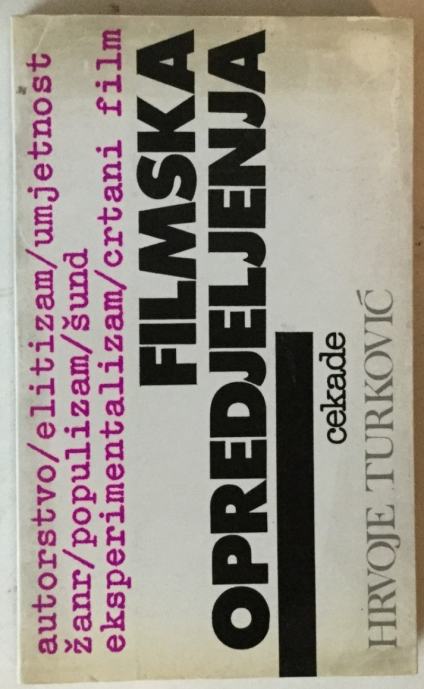 autorstvo/elitizam/umjetnost
žanr/populizam/šund
eksperimentalizam/crtani film
FILMSKA
OPREDJELJENJA
cekade
HRVOJE TURKOVIĆ